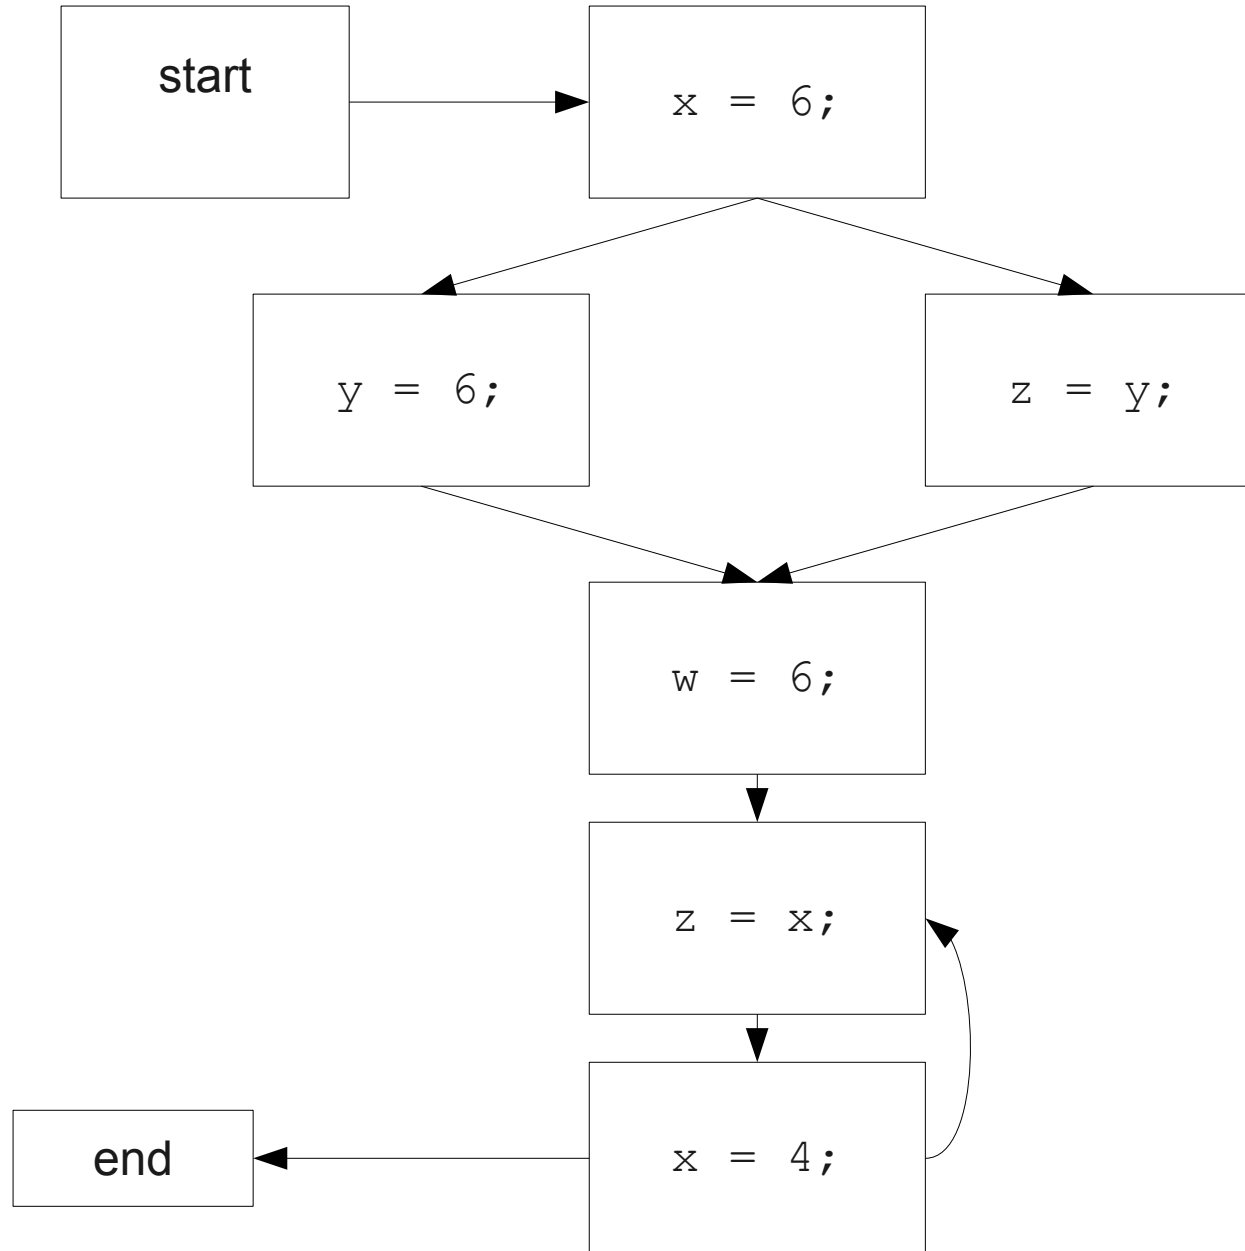 start
x = 6;
y = 6;
z = y;
w = 6;
z = x;
end
x = 4;